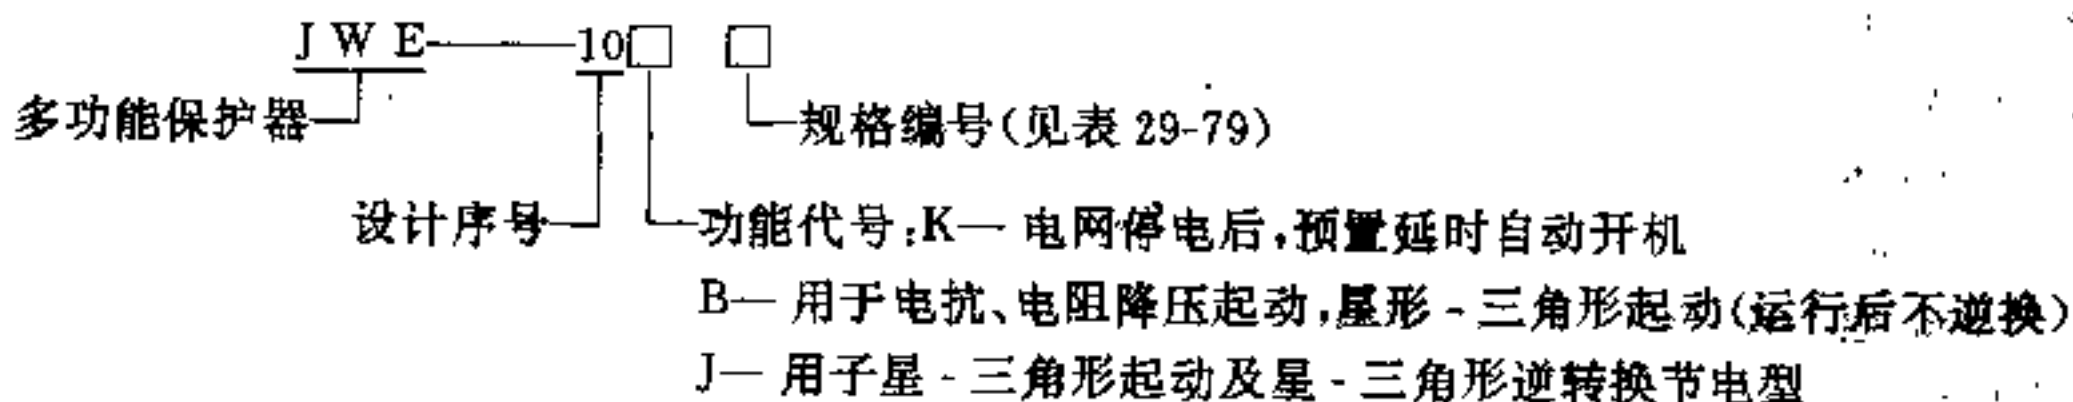 JWE——10□ □
多功能保护器
规格编号(见表 29-79)
设计序号
功能代号:K— 电网停电后,预置延时自动开机
B— 用于电抗、电阻降压起动,星形-三角形起动(运行后不逆换)
J— 用子星-三角形起动及星-三角形逆转换节电型